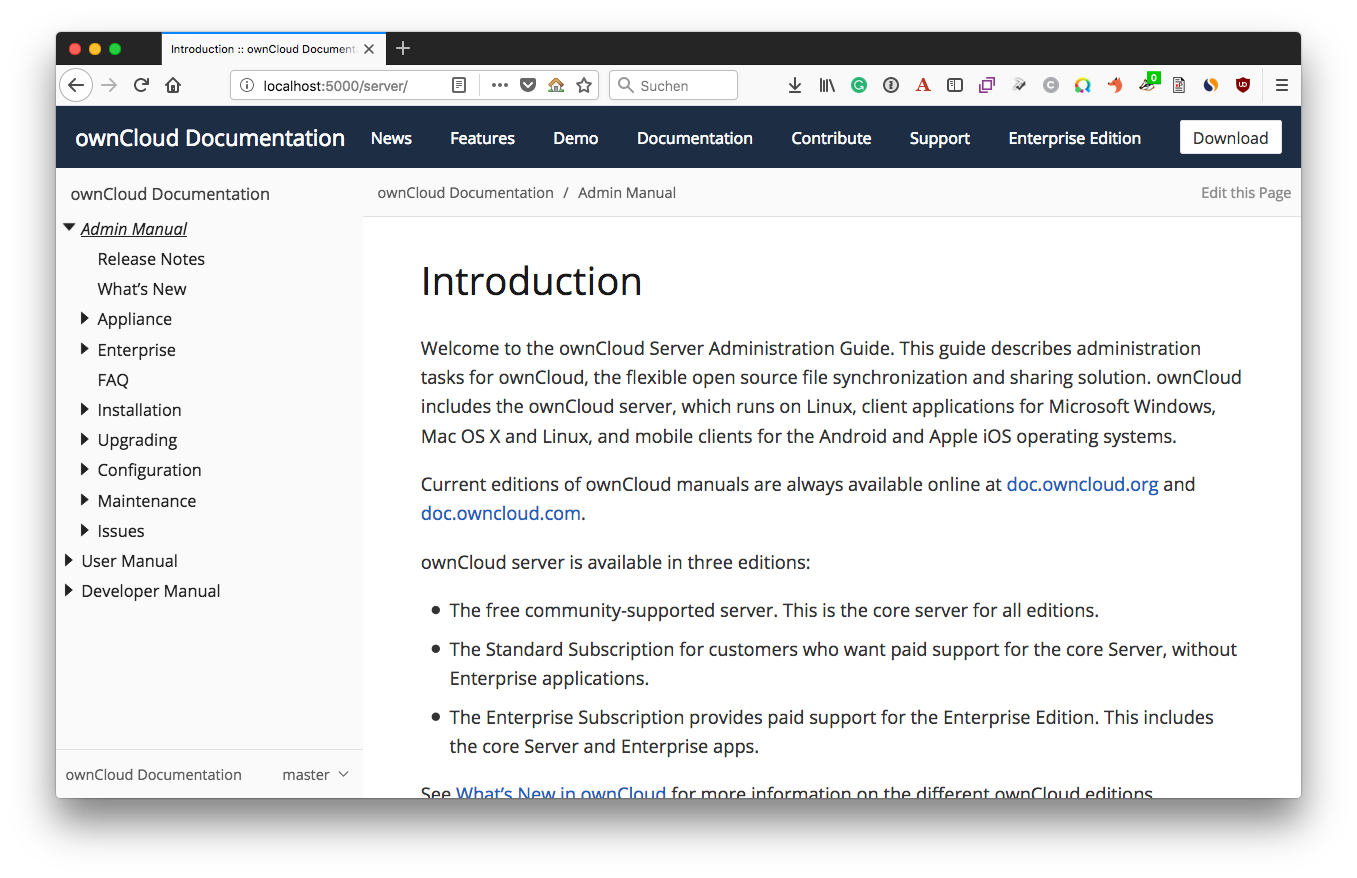 Introduction :: ownCloud Document
localhost:5000/server/
Suchen
0
ownCloud Documentation
News
Features
Demo
Documentation
Contribute
Support
Enterprise Edition
Download
ownCloud Documentation
Admin Manual
Release Notes
What’s New
Appliance
Enterprise
FAQ
Installation
Upgrading
Configuration
Maintenance
Issues
User Manual
Developer Manual
ownCloud Documentation
master
ownCloud Documentation / Admin Manual
Edit this Page
Introduction
Welcome to the ownCloud Server Administration Guide. This guide describes administration
tasks for ownCloud, the flexible open source file synchronization and sharing solution. ownCloud
includes the ownCloud server, which runs on Linux, client applications for Microsoft Windows,
Mac OS X and Linux, and mobile clients for the Android and Apple iOS operating systems.
Current editions of ownCloud manuals are always available online at doc.owncloud.org and
doc.owncloud.com.
ownCloud server is available in three editions:
The free community-supported server. This is the core server for all editions.
The Standard Subscription for customers who want paid support for the core Server, without
Enterprise applications.
The Enterprise Subscription provides paid support for the Enterprise Edition. This includes
the core Server and Enterprise apps.
See What’s New in ownCloud for more information on the different ownCloud editions